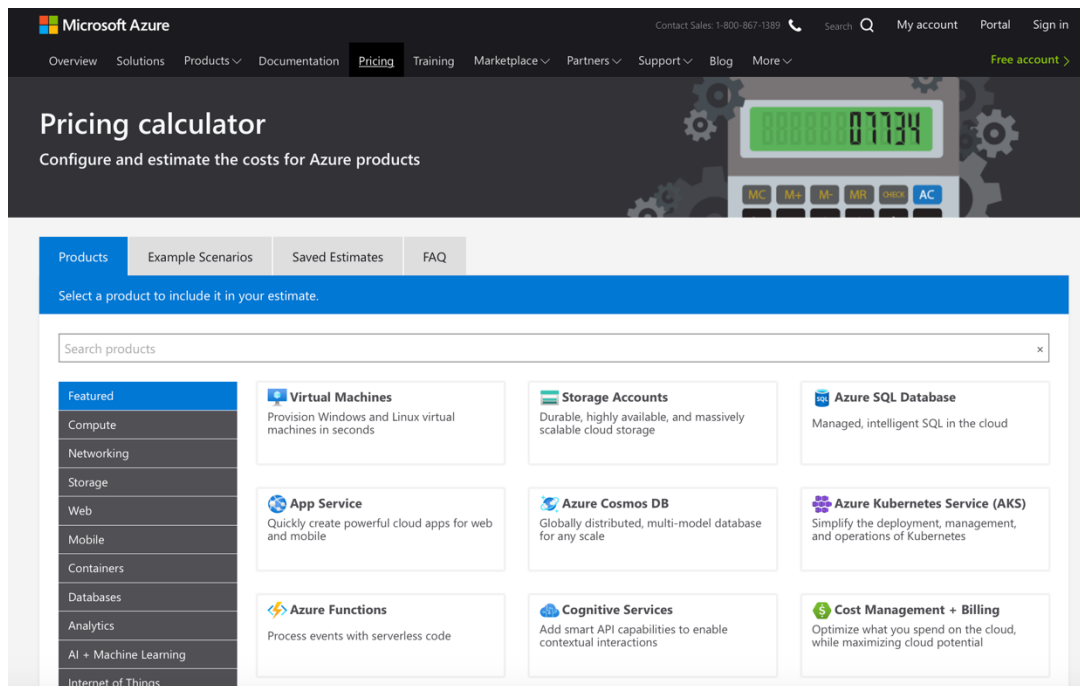 Microsoft Azure
Contact Sales: 1-800-867-1389
Search
My account
Portal
Sign in
Overview
Solutions
Products
Documentation
Pricing
Training
Marketplace
Partners
Support
Blog
More
Free account
Pricing calculator
Configure and estimate the costs for Azure products
07734
MC
M+
M-
MR
CHECK
AC
Products
Example Scenarios
Saved Estimates
FAQ
Select a product to include it in your estimate.
Search products
×
Featured
Compute
Networking
Storage
Web
Mobile
Containers
Databases
Analytics
AI + Machine Learning
Internet of Things
Virtual Machines
Provision Windows and Linux virtual
machines in seconds
Storage Accounts
Durable, highly available, and massively
scalable cloud storage
SQL
Azure SQL Database
Managed, intelligent SQL in the cloud
App Service
Quickly create powerful cloud apps for web
and mobile
Azure Cosmos DB
Globally distributed, multi-model database
for any scale
Azure Kubernetes Service (AKS)
Simplify the deployment, management,
and operations of Kubernetes
Azure Functions
Process events with serverless code
Cognitive Services
Add smart API capabilities to enable
contextual interactions
$
Cost Management + Billing
Optimize what you spend on the cloud,
while maximizing cloud potential